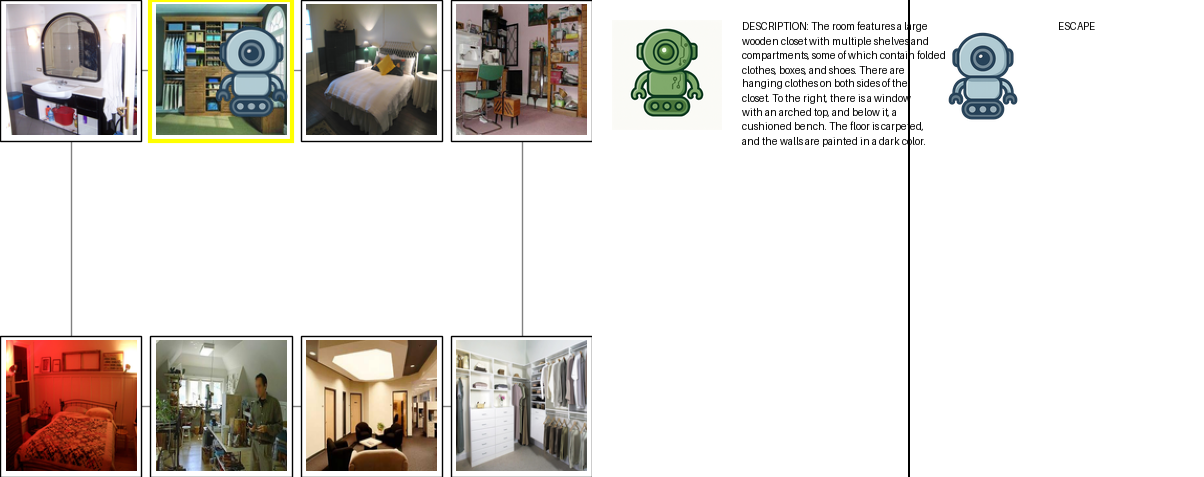 DESCRIPTION: The room features a large
wooden closet with multiple shelves and
compartments, some of which contain folded
clothes, boxes, and shoes. There are
hanging clothes on both sides of the
closet. To the right, there is a window
with an arched top, and below it, a
cushioned bench. The floor is carpeted,
and the walls are painted in a dark color.
ESCAPE